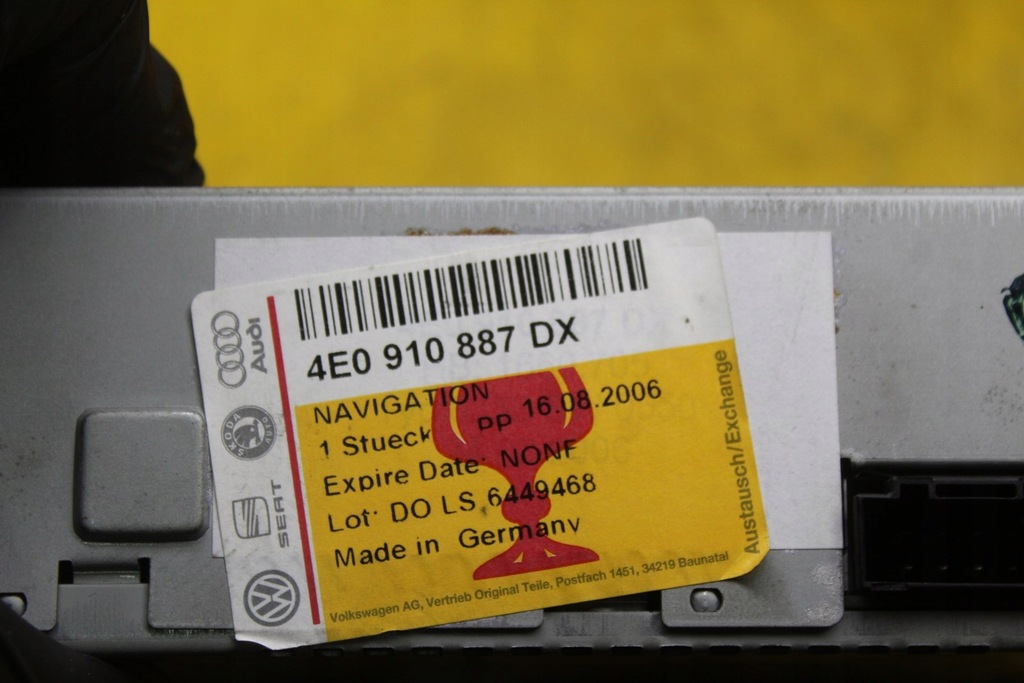 4E0 910 887 DX
NAVIGATION
1 Stueck PP 16.08.2006
Expire Date: NONE
Lot: DO LS 6449468
Made in Germany
Volkswagen AG, Vertrieb Original Teile, Postfach 1451, 34219 Baunatal
Austausch/Exchange
Audi
SKODA
AUTO
SEAT